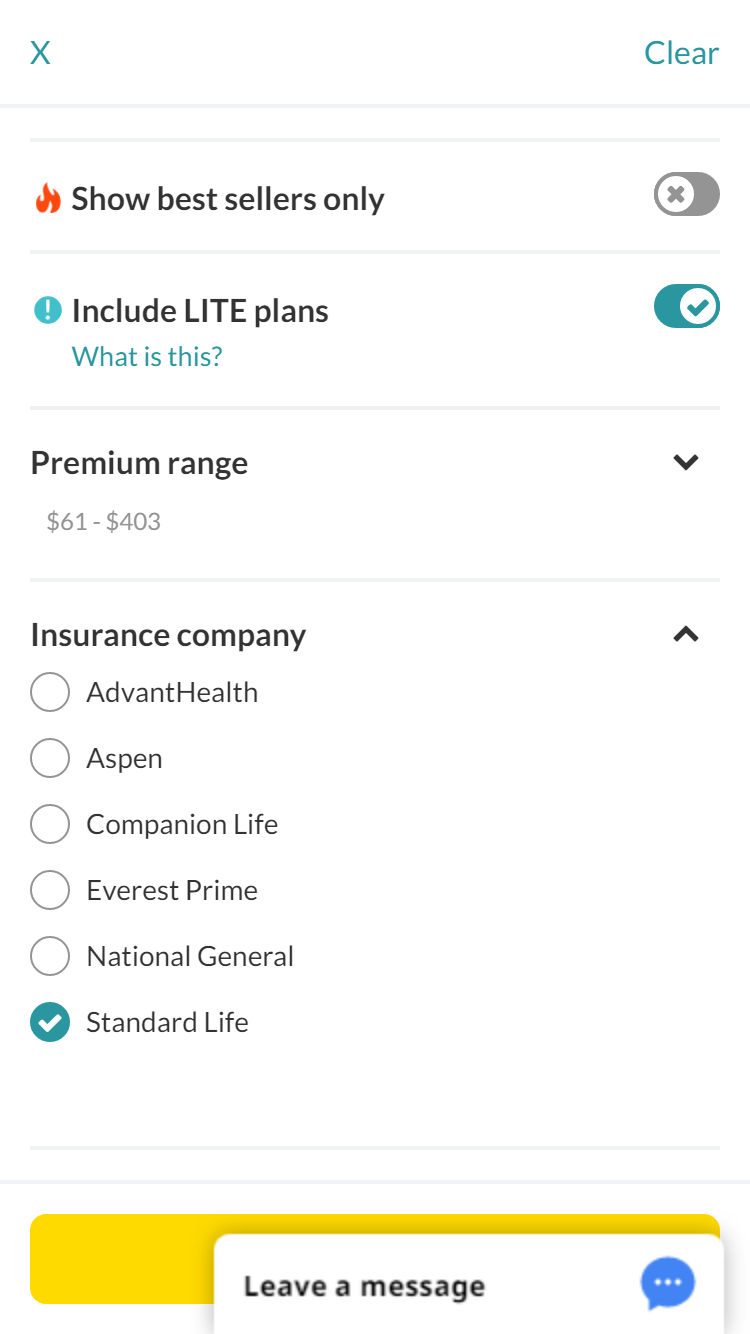 X
Clear
Show best sellers only
Include LITE plans
What is this?
Premium range
$61 - $403
Insurance company
AdvantHealth
Aspen
Companion Life
Everest Prime
National General
Standard Life
Leave a message